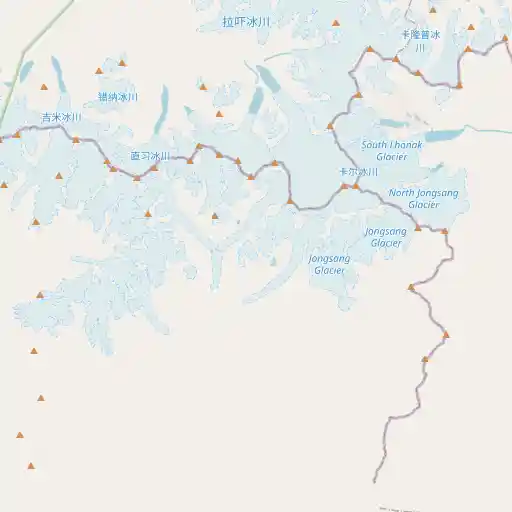 拉吓冰川
卡隆普冰
川
错纳冰川
吉米冰川
直习冰川
South Lhonak
Glacier
卡尔冰川
North Jongsang
Glacier
Jongsang
Glacier
Jongsang
Glacier